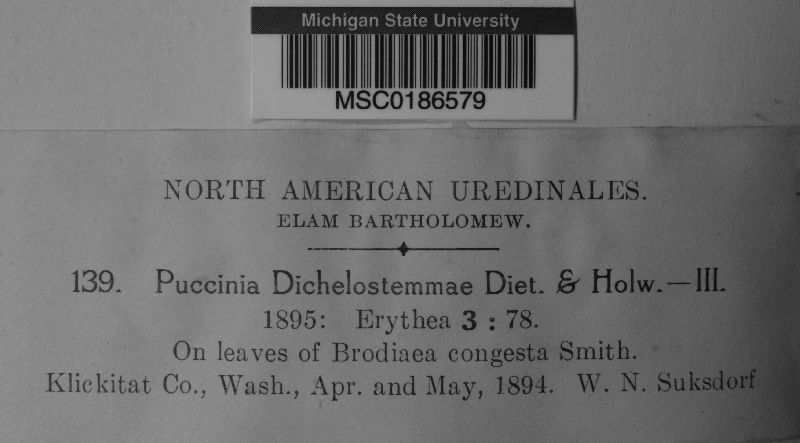 Michigan State University
MSC0186579
NORTH AMERICAN UREDINALES.
ELAM BARTHOLOMEW.
139. Puccinia Dichelostemmae Diet. & Holw.—III.
1895: Erythea 3 : 78.
On leaves of Brodiaea congesta Smith.
Klickitat Co., Wash., Apr. and May, 1894. W. N. Suksdorf